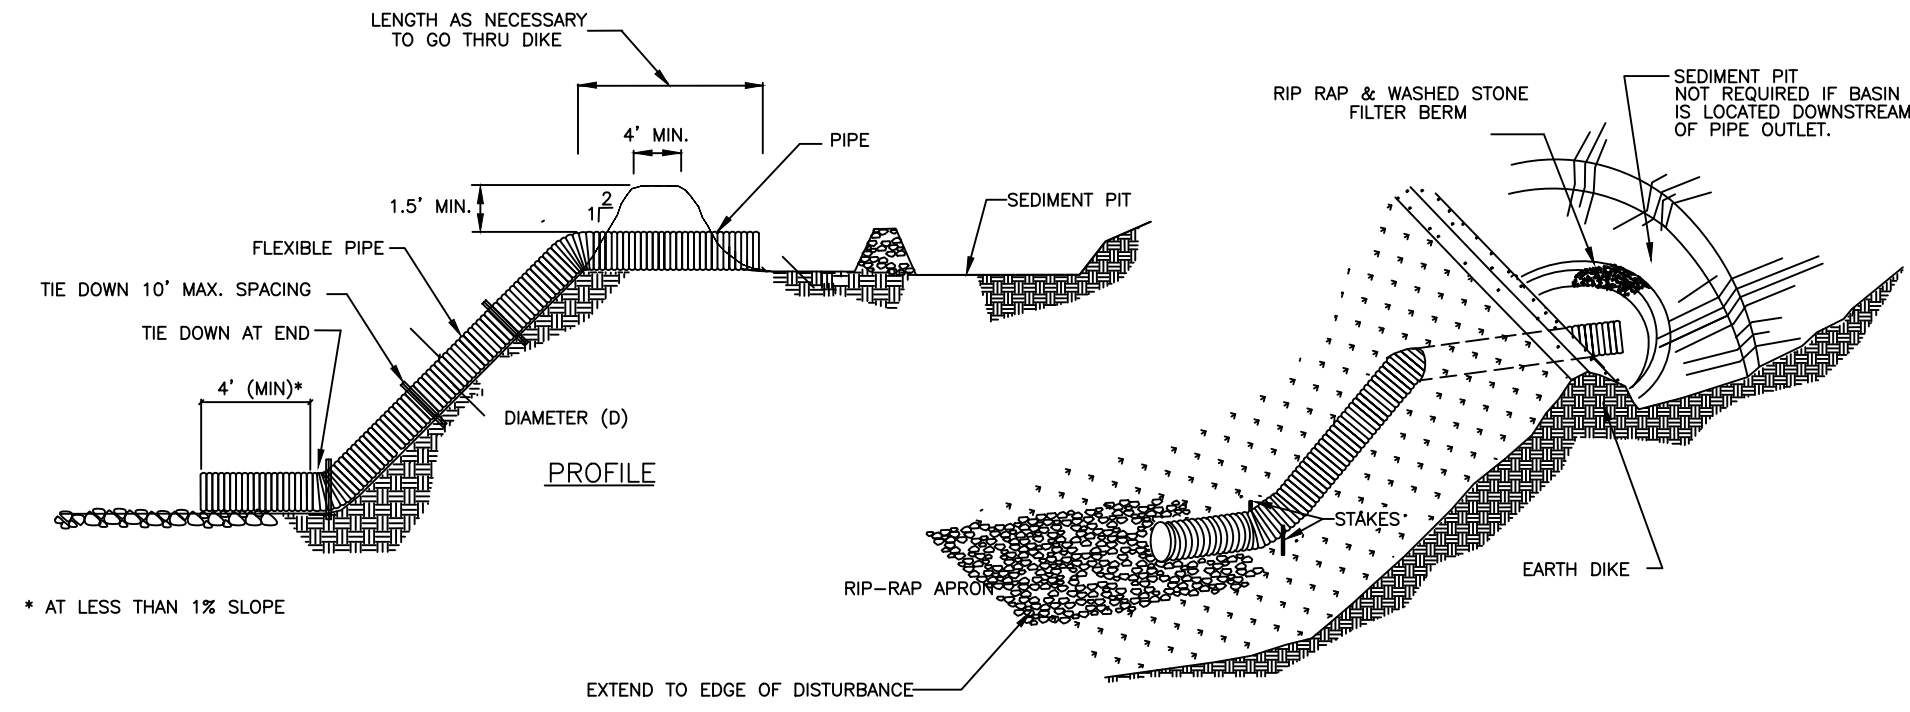 LENGTH AS NECESSARY
TO GO THRU DIKE
4' MIN.
PIPE
1.5' MIN.
2
1
SEDIMENT PIT
FLEXIBLE PIPE
TIE DOWN 10' MAX. SPACING
TIE DOWN AT END
4' (MIN)*
DIAMETER (D)
PROFILE
* AT LESS THAN 1% SLOPE
RIP RAP & WASHED STONE
FILTER BERM
SEDIMENT PIT
NOT REQUIRED IF BASIN
IS LOCATED DOWNSTREAM
OF PIPE OUTLET.
STAKES
EARTH DIKE
RIP-RAP APRON
EXTEND TO EDGE OF DISTURBANCE